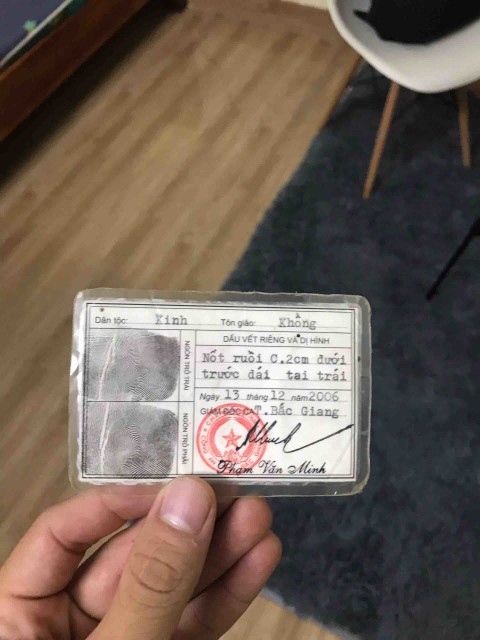 Dân tộc: Kinh Tôn giáo: Không
DẤU VẾT RIÊNG VÀ DỊ HÌNH
Nốt ruồi C.2cm dưới
trước dái tai trái
Ngày 13 tháng 12 năm 2006
GIÁM ĐỐC CA T. Bắc Giang
Phạm Văn Minh
NGÓN TRỎ TRÁI
NGÓN TRỎ PHẢI